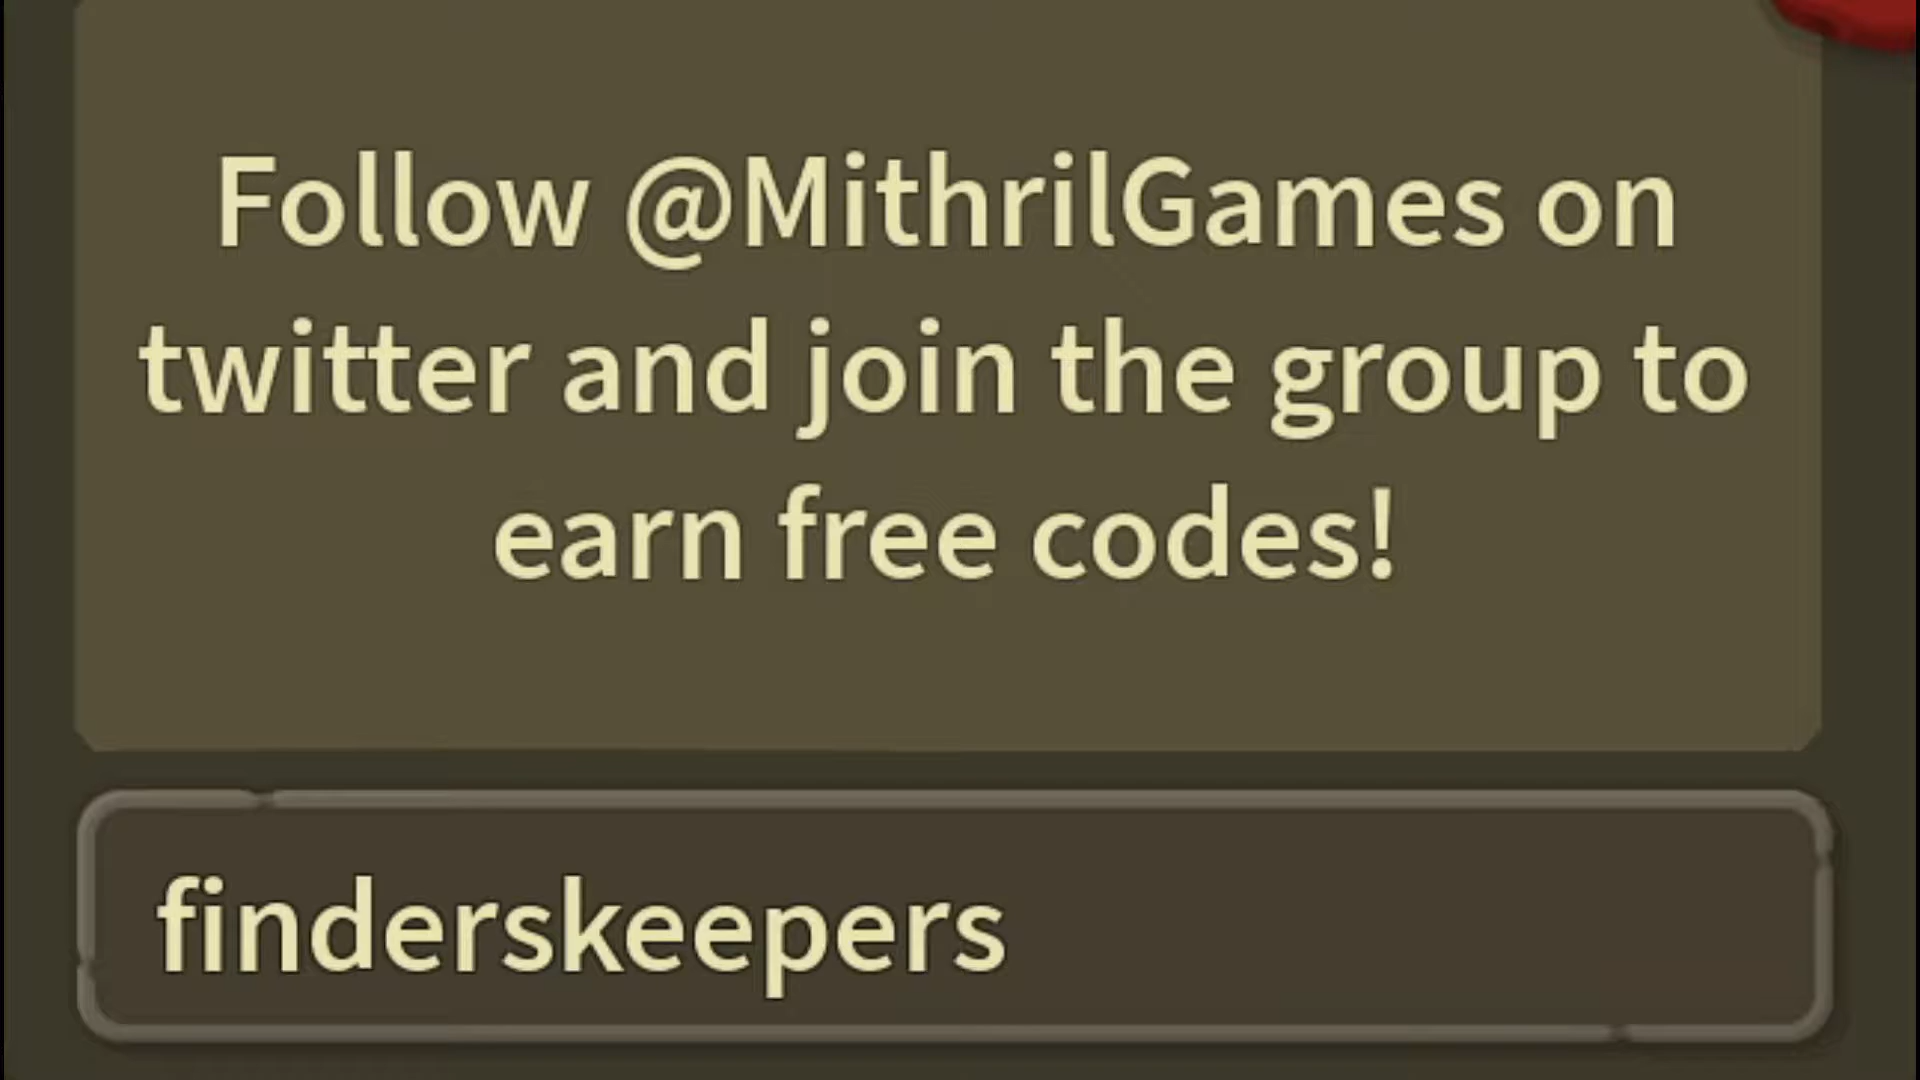 Follow @MithrilGames on
twitter and join the group to
earn free codes!
finderskeepers